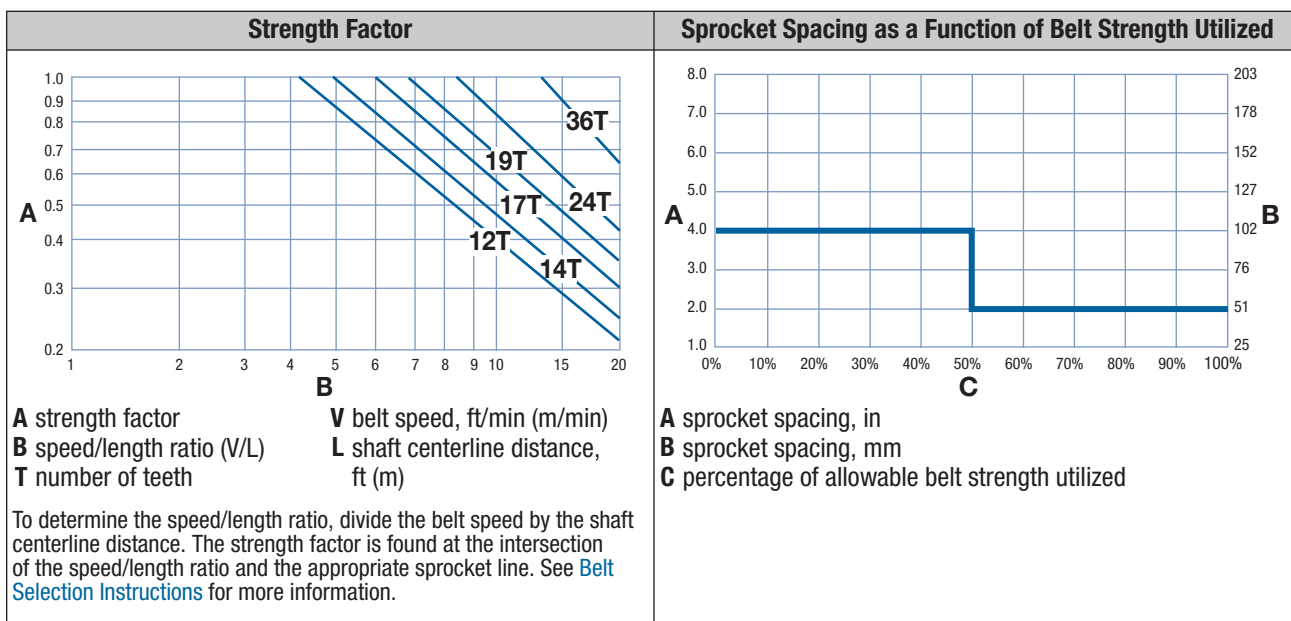 Strength Factor
1.0
0.9
0.8
0.7
0.6
0.5
0.4
0.3
0.2
A
36T
19T
24T
17T
12T
14T
1 2 3 4 5 6 7 8 9 10 15 20
B
A strength factor
B speed/length ratio (V/L)
T number of teeth
V belt speed, ft/min (m/min)
L shaft centerline distance,
ft (m)
To determine the speed/length ratio, divide the belt speed by the shaft
centerline distance. The strength factor is found at the intersection
of the speed/length ratio and the appropriate sprocket line. See Belt
Selection Instructions for more information.
Sprocket Spacing as a Function of Belt Strength Utilized
8.0
7.0
6.0
5.0
4.0
3.0
2.0
1.0
A
203
178
152
127
102
76
51
25
B
0% 10% 20% 30% 40% 50% 60% 70% 80% 90% 100%
C
A sprocket spacing, in
B sprocket spacing, mm
C percentage of allowable belt strength utilized